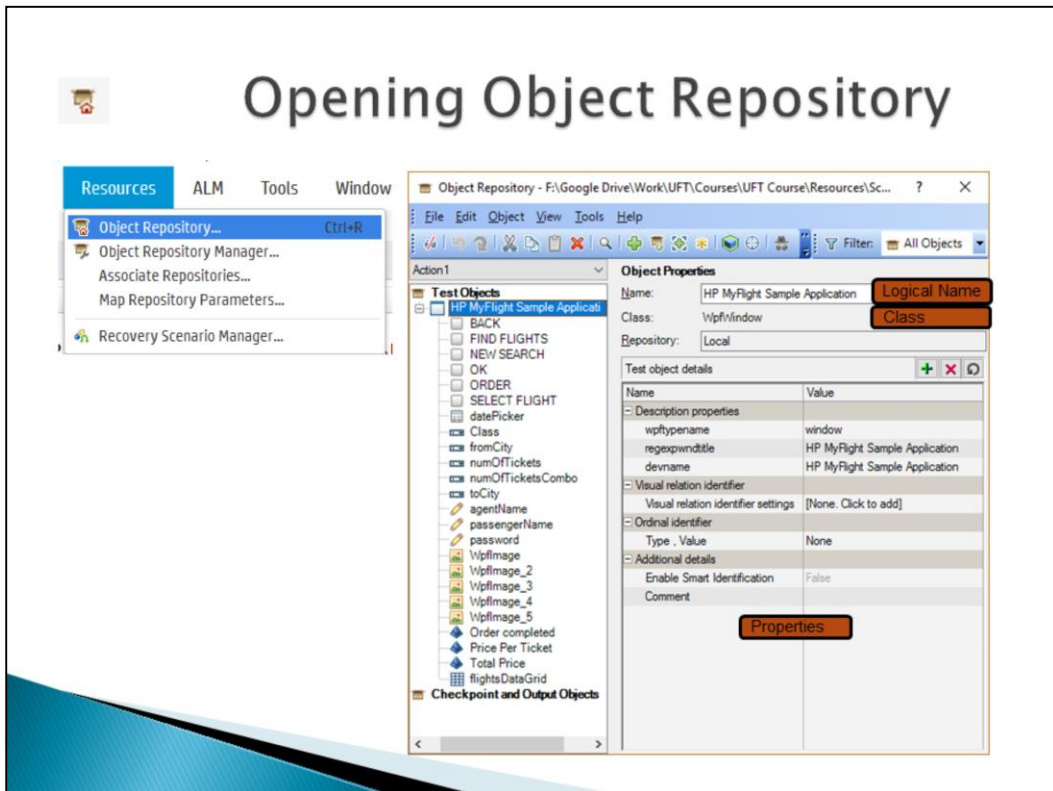 Opening Object Repository
Resources ALM Tools Window
Object Repository... Ctrl+R
Object Repository Manager...
Associate Repositories...
Map Repository Parameters...
Recovery Scenario Manager...
Object Repository - F:\Google Drive\Work\UFT\Courses\UFT Course\Resources\Sc... ? X
File Edit Object View Tools Help
Filter: All Objects
Action1
Test Objects
HP MyFlight Sample Applicati
BACK
FIND FLIGHTS
NEW SEARCH
OK
ORDER
SELECT FLIGHT
datePicker
Class
fromCity
numOfTickets
numOfTicketsCombo
toCity
agentName
passengerName
password
WpfImage
WpfImage_2
WpfImage_3
WpfImage_4
WpfImage_5
Order completed
Price Per Ticket
Total Price
flightsDataGrid
Checkpoint and Output Objects
Object Properties
Name: HP MyFlight Sample Application Logical Name
Class: WpfWindow Class
Repository: Local
Test object details
Name Value
Description properties
wpftypename window
regexpwndtitle HP MyFlight Sample Application
devname HP MyFlight Sample Application
Visual relation identifier
Visual relation identifier settings [None. Click to add]
Ordinal identifier
Type , Value None
Additional details
Enable Smart Identification False
Comment
Properties